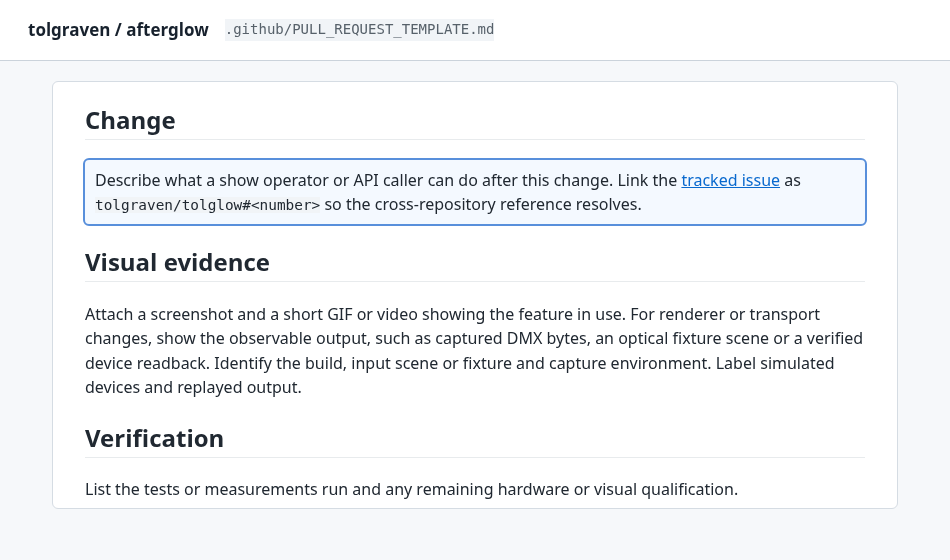 tolgraven / afterglow .github/PULL_REQUEST_TEMPLATE.md
Change
Describe what a show operator or API caller can do after this change. Link the tracked issue as
tolgraven/tolglow#<number> so the cross-repository reference resolves.
Visual evidence
Attach a screenshot and a short GIF or video showing the feature in use. For renderer or transport
changes, show the observable output, such as captured DMX bytes, an optical fixture scene or a verified
device readback. Identify the build, input scene or fixture and capture environment. Label simulated
devices and replayed output.
Verification
List the tests or measurements run and any remaining hardware or visual qualification.